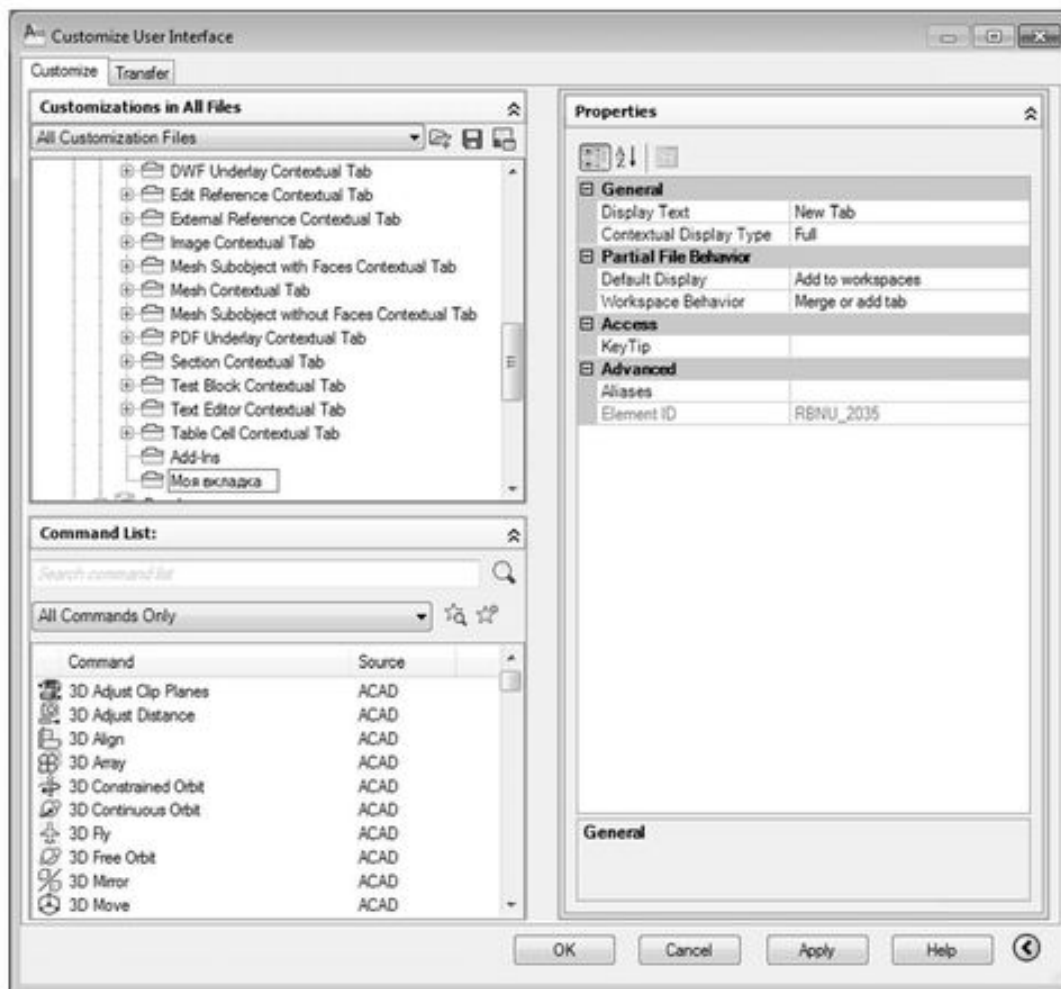 Customize User Interface
Customize Transfer
Customizations in All Files
All Customization Files
DWF Underlay Contextual Tab
Edit Reference Contextual Tab
External Reference Contextual Tab
Image Contextual Tab
Mesh Subobject with Faces Contextual Tab
Mesh Contextual Tab
Mesh Subobject without Faces Contextual Tab
PDF Underlay Contextual Tab
Section Contextual Tab
Test Block Contextual Tab
Text Editor Contextual Tab
Table Cell Contextual Tab
Add-Ins
Моя вкладка
Command List:
Search command list
All Commands Only
Command Source
3D Adjust Clip Planes ACAD
3D Adjust Distance ACAD
3D Align ACAD
3D Array ACAD
3D Constrained Orbit ACAD
3D Continuous Orbit ACAD
3D Fly ACAD
3D Free Orbit ACAD
3D Mirror ACAD
3D Move ACAD
Properties
General
Display Text New Tab
Contextual Display Type Full
Partial File Behavior
Default Display Add to workspaces
Workspace Behavior Merge or add tab
Access
KeyTip
Advanced
Aliases
Element ID RBNU_2035
General
OK Cancel Apply Help